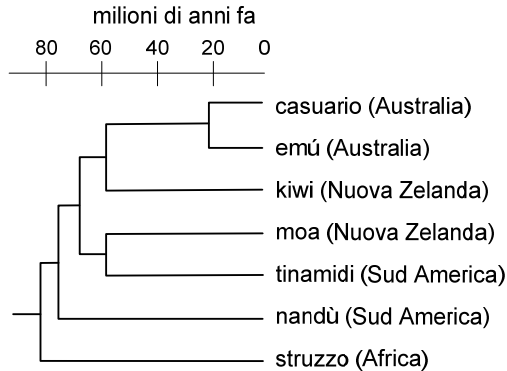 milioni di anni fa
80 60 40 20 0
casuario (Australia)
emú (Australia)
kiwi (Nuova Zelanda)
moa (Nuova Zelanda)
tinamidi (Sud America)
nandù (Sud America)
struzzo (Africa)